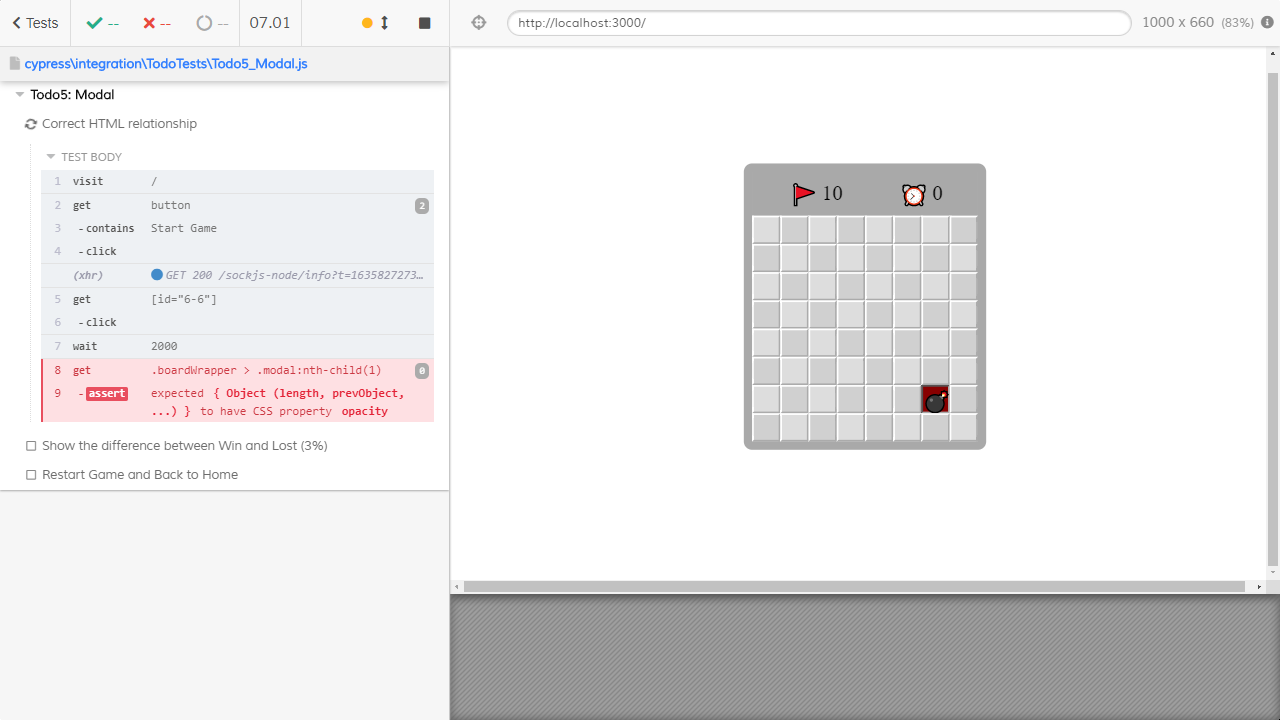 Tests -- -- -- 07.01
http://localhost:3000/ 1000 x 660 (83%)
cypress\integration\TodoTests\Todo5_Modal.js
Todo5: Modal
Correct HTML relationship
TEST BODY
1 visit /
2 get button 2
3 - contains Start Game
4 - click
(xhr) GET 200 /sockjs-node/info?t=1635827273…
5 get [id="6-6"]
6 - click
7 wait 2000
8 get .boardWrapper > .modal:nth-child(1) 0
9 - assert expected { Object (length, prevObject,
...) } to have CSS property opacity
Show the difference between Win and Lost (3%)
Restart Game and Back to Home
10 0